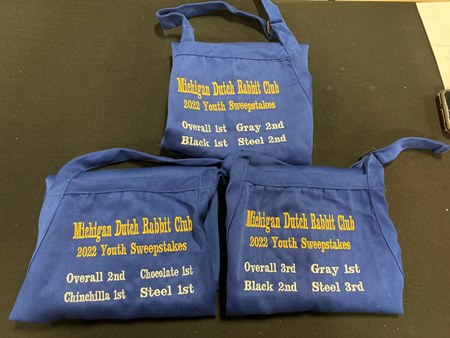 Michigan Dutch Rabbit Club
2022 Youth Sweepstakes
Overall 1st Gray 2nd
Black 1st Steel 2nd
Michigan Dutch Rabbit Club
2022 Youth Sweepstakes
Overall 2nd Chocolate 1st
Chinchilla 1st Steel 1st
Michigan Dutch Rabbit Club
2022 Youth Sweepstakes
Overall 3rd Gray 1st
Black 2nd Steel 3rd